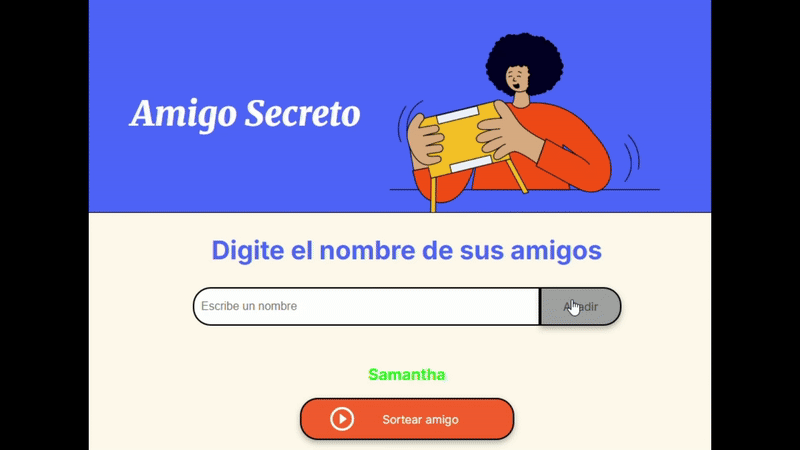 Amigo Secreto
Digite el nombre de sus amigos
Escribe un nombre
Añadir
Samantha
Sortear amigo